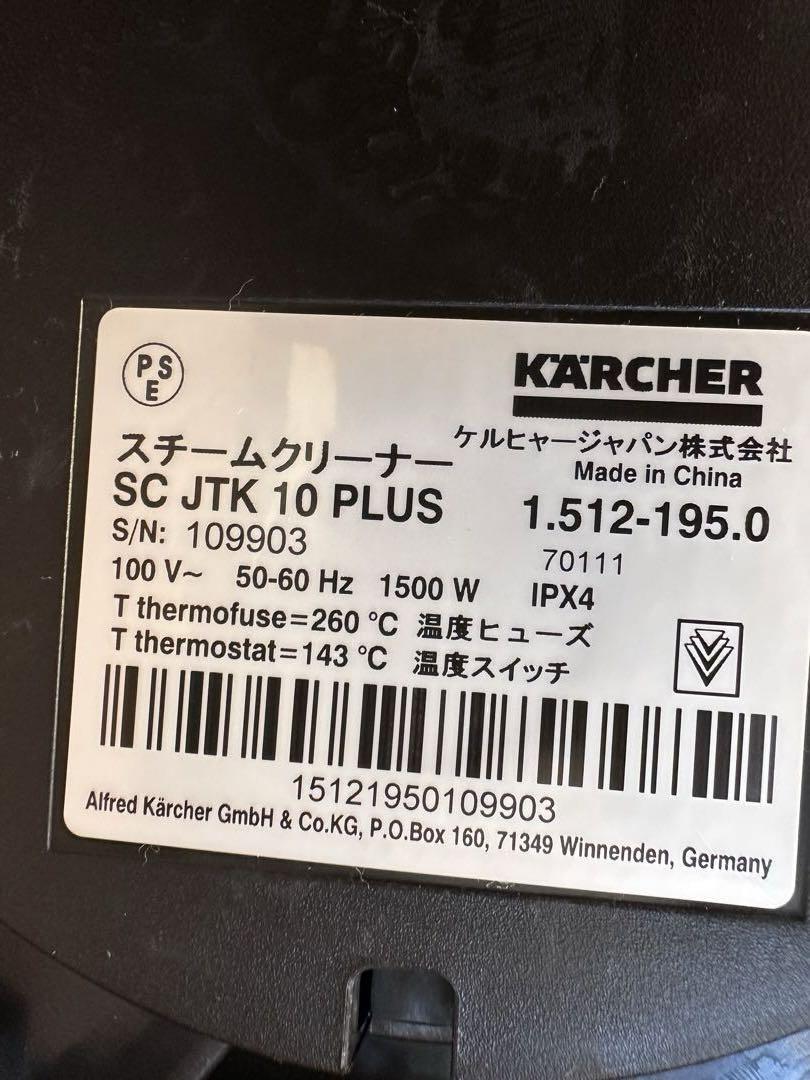 PS
E
KÄRCHER
ケルヒャージャパン株式会社
スチームクリーナー
Made in China
SC JTK 10 PLUS
1.512-195.0
S/N: 109903
70111
100 V~ 50-60 Hz 1500 W IPX4
T thermofuse=260 °C 温度ヒューズ
T thermostat=143 °C 温度スイッチ
15121950109903
Alfred Kärcher GmbH & Co.KG, P.O.Box 160, 71349 Winnenden, Germany